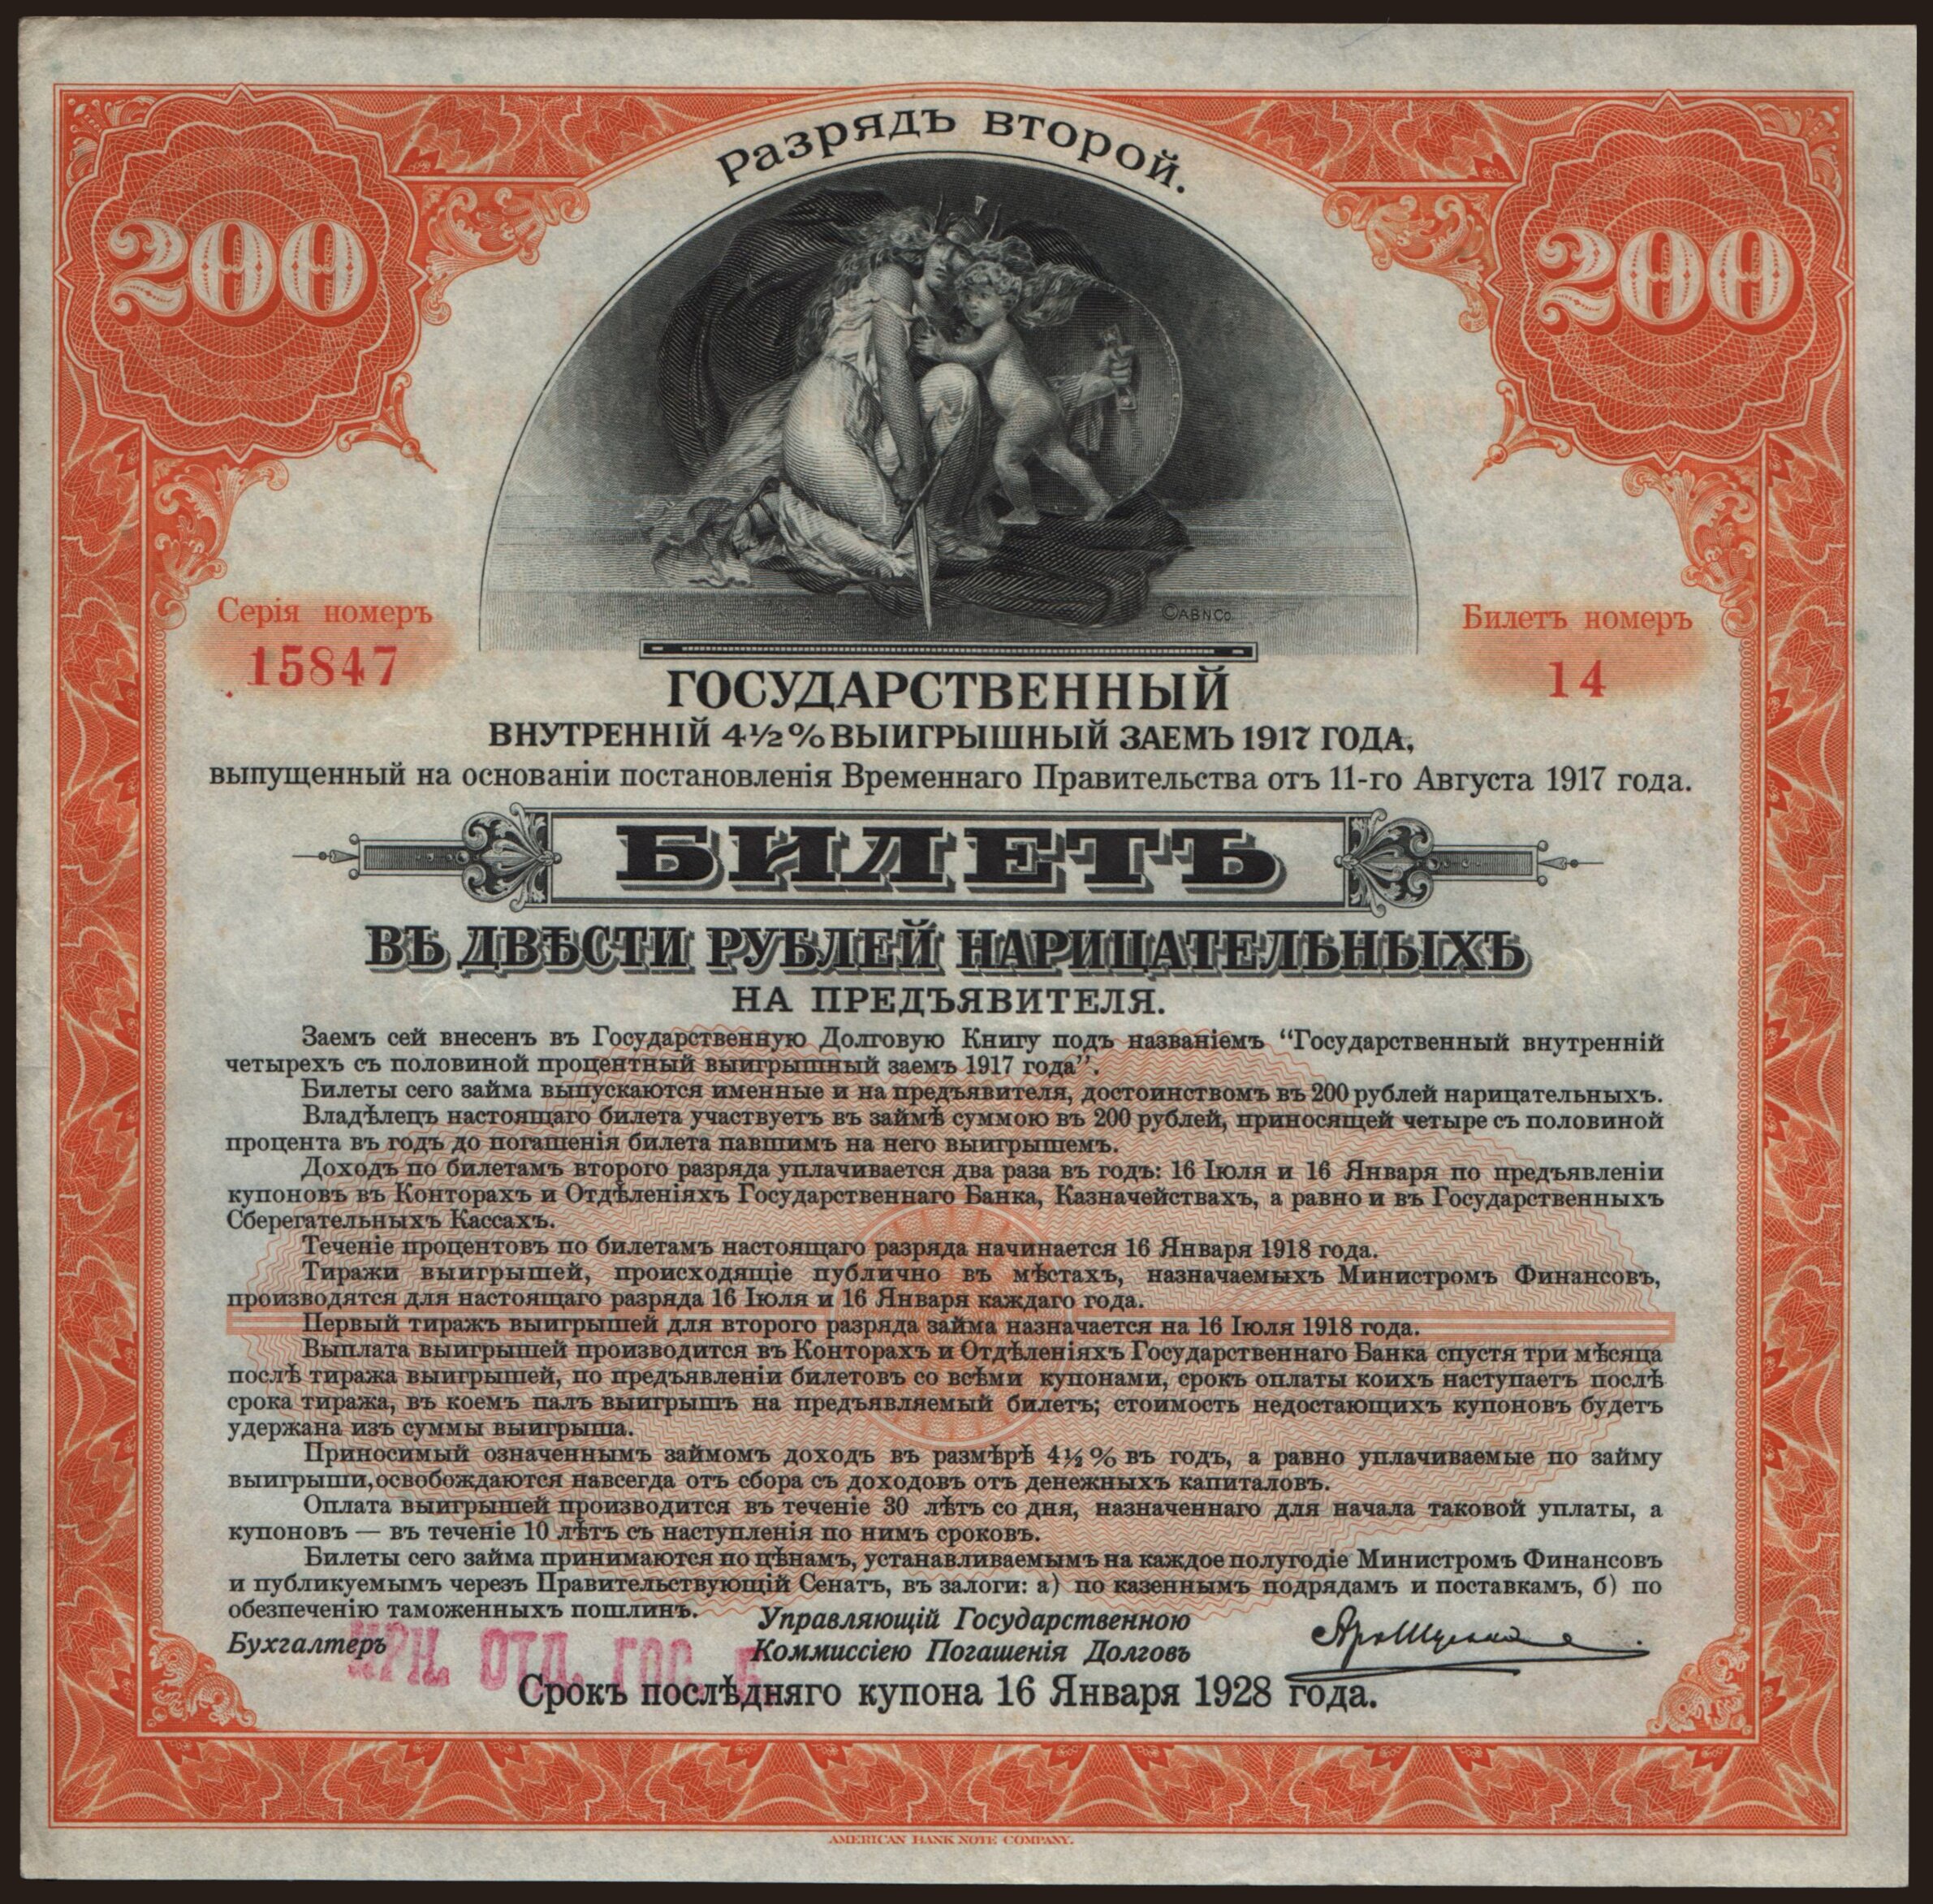 Разрядъ второй.
200
200
©ABNCo.
Серія номеръ
15847
Билетъ номеръ
14
ГОСУДАРСТВЕННЫЙ
ВНУТРЕННІЙ 4½% ВЫИГРЫШНЫЙ ЗАЕМЪ 1917 ГОДА,
выпущенный на основаніи постановленія Временнаго Правительства отъ 11-го Августа 1917 года.
БИЛЕТЪ
ВЪ ДВѢСТИ РУБЛЕЙ НАРИЦАТЕЛЬНЫХЪ
НА ПРЕДЪЯВИТЕЛЯ.
Заемъ сей внесенъ въ Государственную Долговую Книгу подъ названіемъ “Государственный внутренній
четырехъ съ половиной процентный выигрышный заемъ 1917 года”.
Билеты сего займа выпускаются именные и на предъявителя, достоинствомъ въ 200 рублей нарицательныхъ.
Владѣлецъ настоящаго билета участвуетъ въ займѣ суммою въ 200 рублей, приносящей четыре съ половиной
процента въ годъ до погашенія билета павшимъ на него выигрышемъ.
Доходъ по билетамъ второго разряда уплачивается два раза въ годъ: 16 Іюля и 16 Января по предъявленіи
купоновъ въ Конторахъ и Отдѣленіяхъ Государственнаго Банка, Казначействахъ, а равно и въ Государственныхъ
Сберегательныхъ Кассахъ.
Теченіе процентовъ по билетамъ настоящаго разряда начинается 16 Января 1918 года.
Тиражи выигрышей, происходящіе публично въ мѣстахъ, назначаемыхъ Министромъ Финансовъ,
производятся для настоящаго разряда 16 Іюля и 16 Января каждаго года.
Первый тиражъ выигрышей для второго разряда займа назначается на 16 Іюля 1918 года.
Выплата выигрышей производится въ Конторахъ и Отдѣленіяхъ Государственнаго Банка спустя три мѣсяца
послѣ тиража выигрышей, по предъявленіи билетовъ со всѣми купонами, срокъ оплаты коихъ наступаетъ послѣ
срока тиража, въ коемъ палъ выигрышъ на предъявляемый билетъ; стоимость недостающихъ купоновъ будетъ
удержана изъ суммы выигрыша.
Приносимый означеннымъ займомъ доходъ въ размѣрѣ 4½% въ годъ, а равно уплачиваемые по займу
выигрыши, освобождаются навсегда отъ сбора съ доходовъ отъ денежныхъ капиталовъ.
Оплата выигрышей производится въ теченіе 30 лѣтъ со дня, назначеннаго для начала таковой уплаты, а
купоновъ — въ теченіе 10 лѣтъ съ наступленія по нимъ сроковъ.
Билеты сего займа принимаются по цѣнамъ, устанавливаемымъ на каждое полугодіе Министромъ Финансовъ
и публикуемымъ черезъ Правительствующій Сенатъ, въ залоги: а) по казеннымъ подрядамъ и поставкамъ, б) по
обезпеченію таможенныхъ пошлинъ.
Управляющій Государственною
Бухгалтеръ
Коммиссіею Погашенія Долговъ
ИРК. ОТД. ГОС. Б.
Срокъ послѣдняго купона 16 Января 1928 года.
AMERICAN BANK NOTE COMPANY.